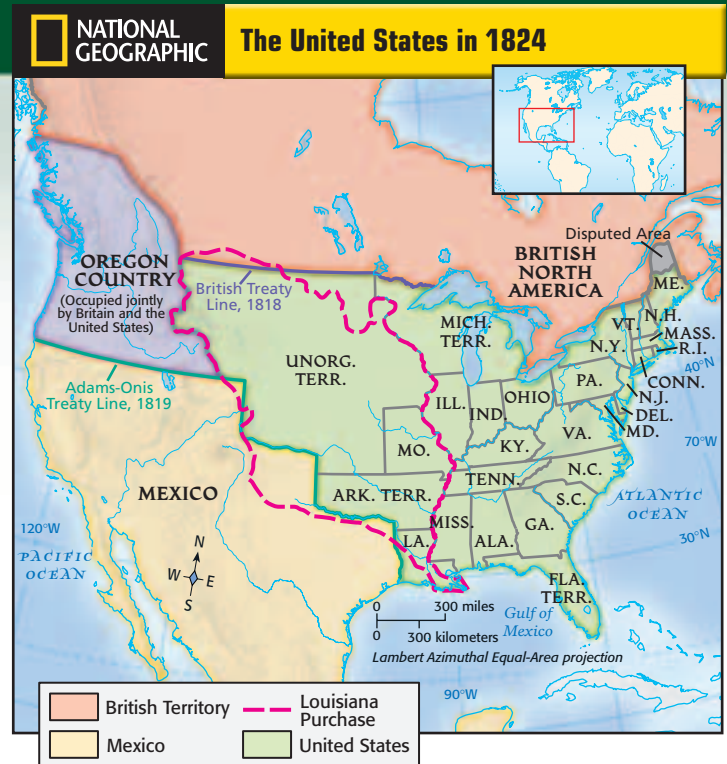 NATIONAL
GEOGRAPHIC
The United States in 1824
Disputed Area
OREGON
COUNTRY
(Occupied jointly
by Britain and the
United States)
BRITISH
NORTH
AMERICA
British Treaty
Line, 1818
ME.
MICH.
TERR.
VT.
N.H.
MASS.
N.Y.
R.I.
40°N
UNORG.
TERR.
Adams-Onis
Treaty Line, 1819
PA.
CONN.
N.J.
DEL.
MD.
ILL.
IND.
OHIO
70°W
VA.
MO.
KY.
N.C.
TENN.
MEXICO
ARK. TERR.
S.C.
ATLANTIC
OCEAN
MISS.
ALA.
GA.
LA.
30°N
120°W
PACIFIC
OCEAN
N
W
E
S
FLA.
TERR.
0
300 miles
0
300 kilometers
Gulf of
Mexico
Lambert Azimuthal Equal-Area projection
90°W
British Territory
Louisiana
Purchase
Mexico
United States